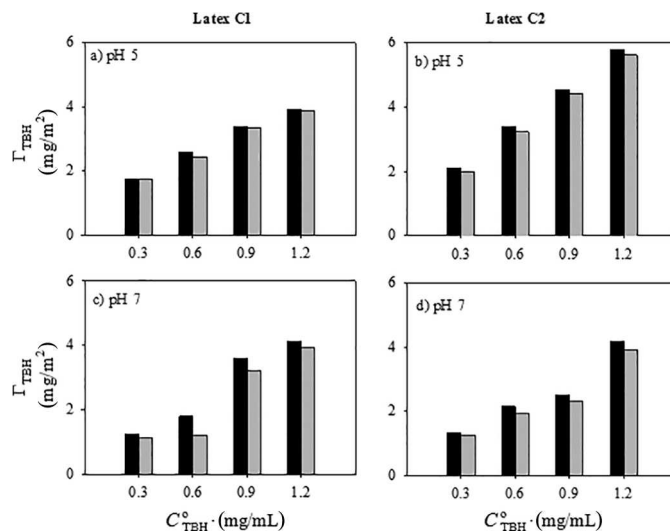 Latex C1
Latex C2
a) pH 5
Γ_TBH
(mg/m²)
6
4
2
0
0.3 0.6 0.9 1.2
b) pH 5
6
4
2
0
0.3 0.6 0.9 1.2
c) pH 7
Γ_TBH
(mg/m²)
6
4
2
0
0.3 0.6 0.9 1.2
C°_TBH · (mg/mL)
d) pH 7
6
4
2
0
0.3 0.6 0.9 1.2
C°_TBH · (mg/mL)